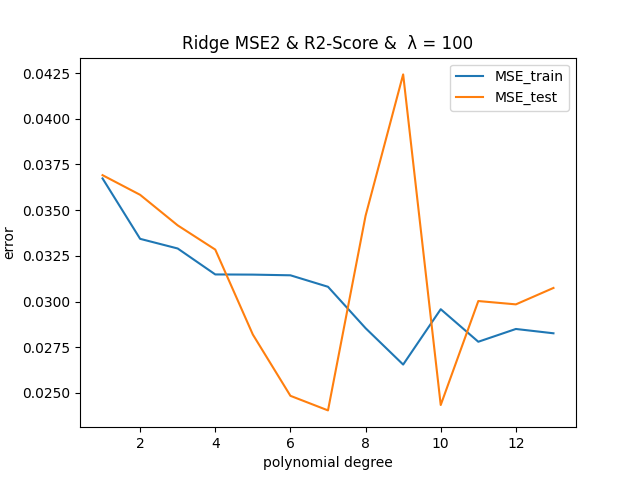 Ridge MSE2 & R2-Score &  λ = 100
MSE_train
MSE_test
0.0425
0.0400
0.0375
0.0350
0.0325
0.0300
0.0275
0.0250
error
2 4 6 8 10 12
polynomial degree